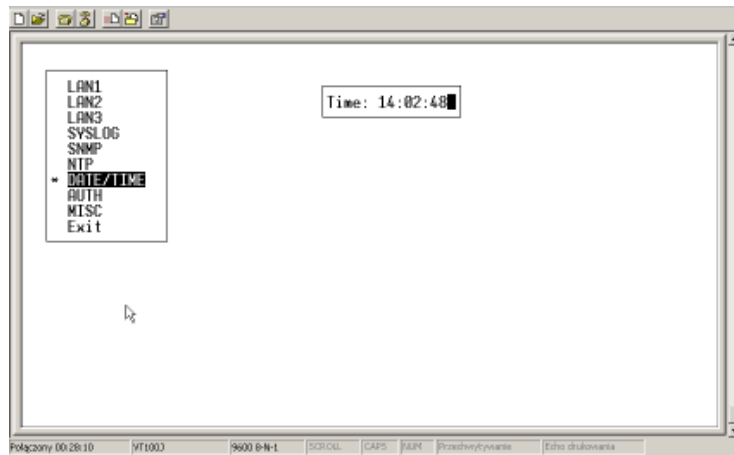 LAN1
LAN2
LAN3
SYSLOG
SNMP
NTP
* DATE/TIME
AUTH
MISC
Exit
Time: 14:02:48
Połączony 00:28:10 VT100J 9600 8-N-1 SCROLL CAPS NUM Przechwytywanie Echo drukowania